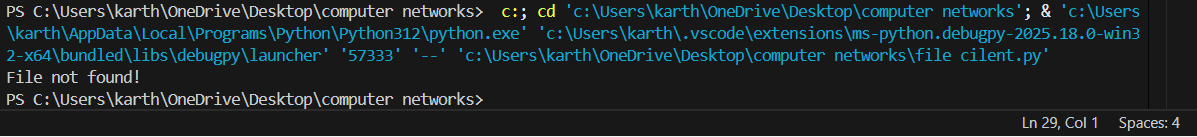 PS C:\Users\karth\OneDrive\Desktop\computer networks>  c:; cd 'c:\Users\karth\OneDrive\Desktop\computer networks'; & 'c:\Users
\karth\AppData\Local\Programs\Python\Python312\python.exe' 'c:\Users\karth\.vscode\extensions\ms-python.debugpy-2025.18.0-win3
2-x64\bundled\libs\debugpy\launcher' '57333' '--' 'c:\Users\karth\OneDrive\Desktop\computer networks\file cilent.py'
File not found!
PS C:\Users\karth\OneDrive\Desktop\computer networks>
Ln 29, Col 1 Spaces: 4